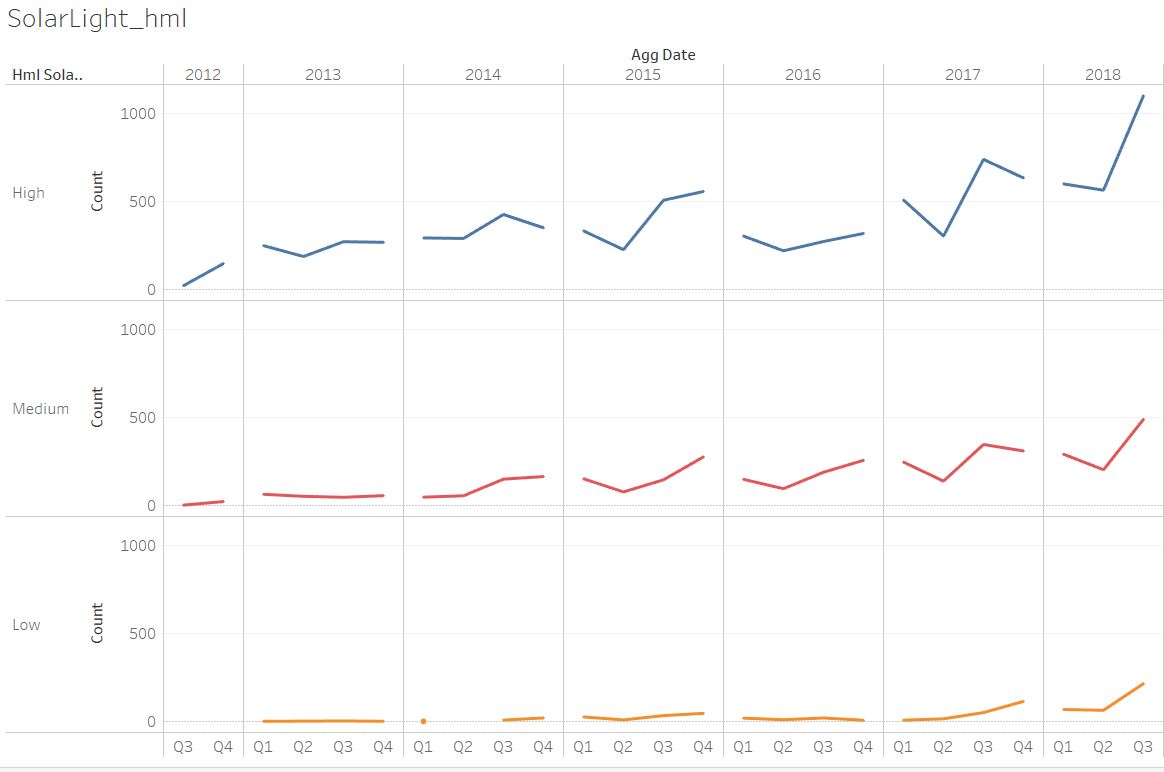 SolarLight_hml
Agg Date
Hml Sola.. 2012 2013 2014 2015 2016 2017 2018
1000
High Count 500
0
1000
Medium Count 500
0
1000
Low Count 500
0
Q3 Q4 Q1 Q2 Q3 Q4 Q1 Q2 Q3 Q4 Q1 Q2 Q3 Q4 Q1 Q2 Q3 Q4 Q1 Q2 Q3 Q4 Q1 Q2 Q3